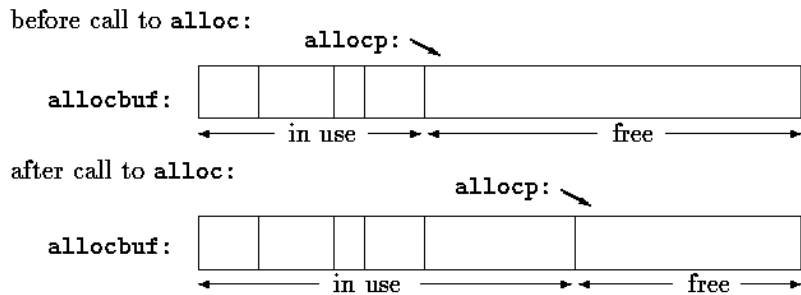 before call to alloc:
allocp:
allocbuf:
in use free
after call to alloc:
allocp:
allocbuf:
in use free